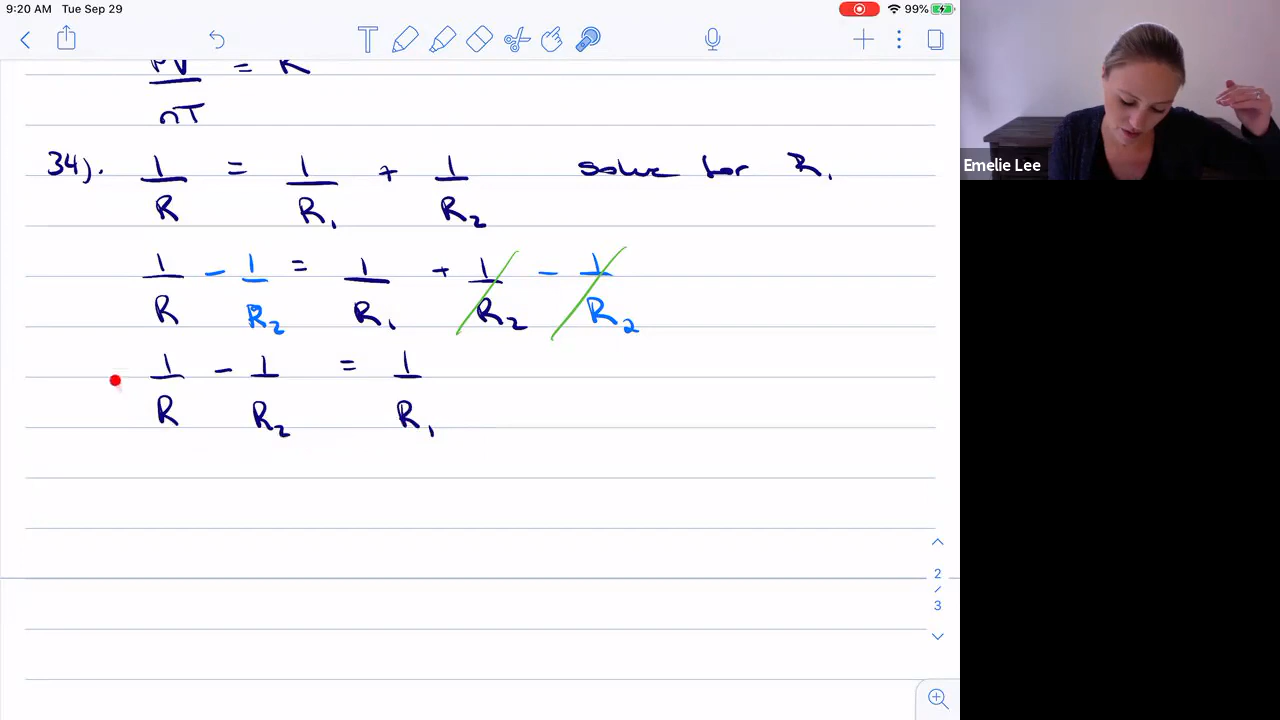 9:20 AM Tue Sep 29
99%
PV = R
nT
34). 1/R = 1/R₁ + 1/R₂ solve for R₁
1/R - 1/R₂ = 1/R₁ + 1/R₂ - 1/R₂
1/R - 1/R₂ = 1/R₁
Emelie Lee
2
/
3